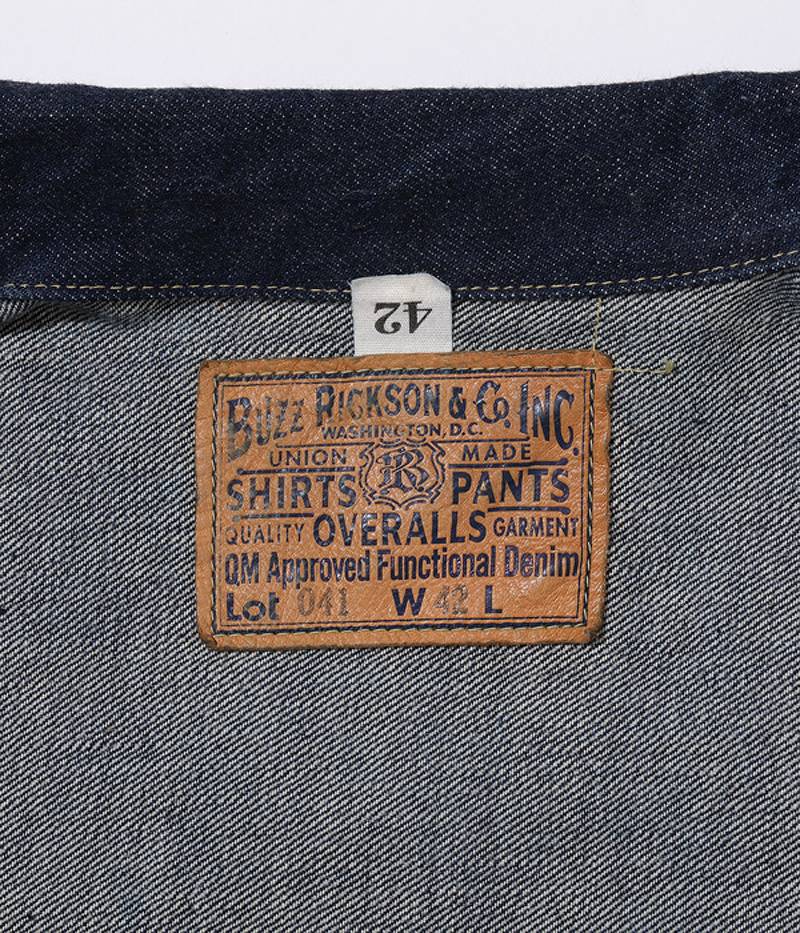 42
BUZZ RICKSON & CO. INC.
WASHINGTON, D.C.
UNION BR MADE
SHIRTS PANTS
QUALITY OVERALLS GARMENT
QM Approved Functional Denim
Lot 041 W 42 L